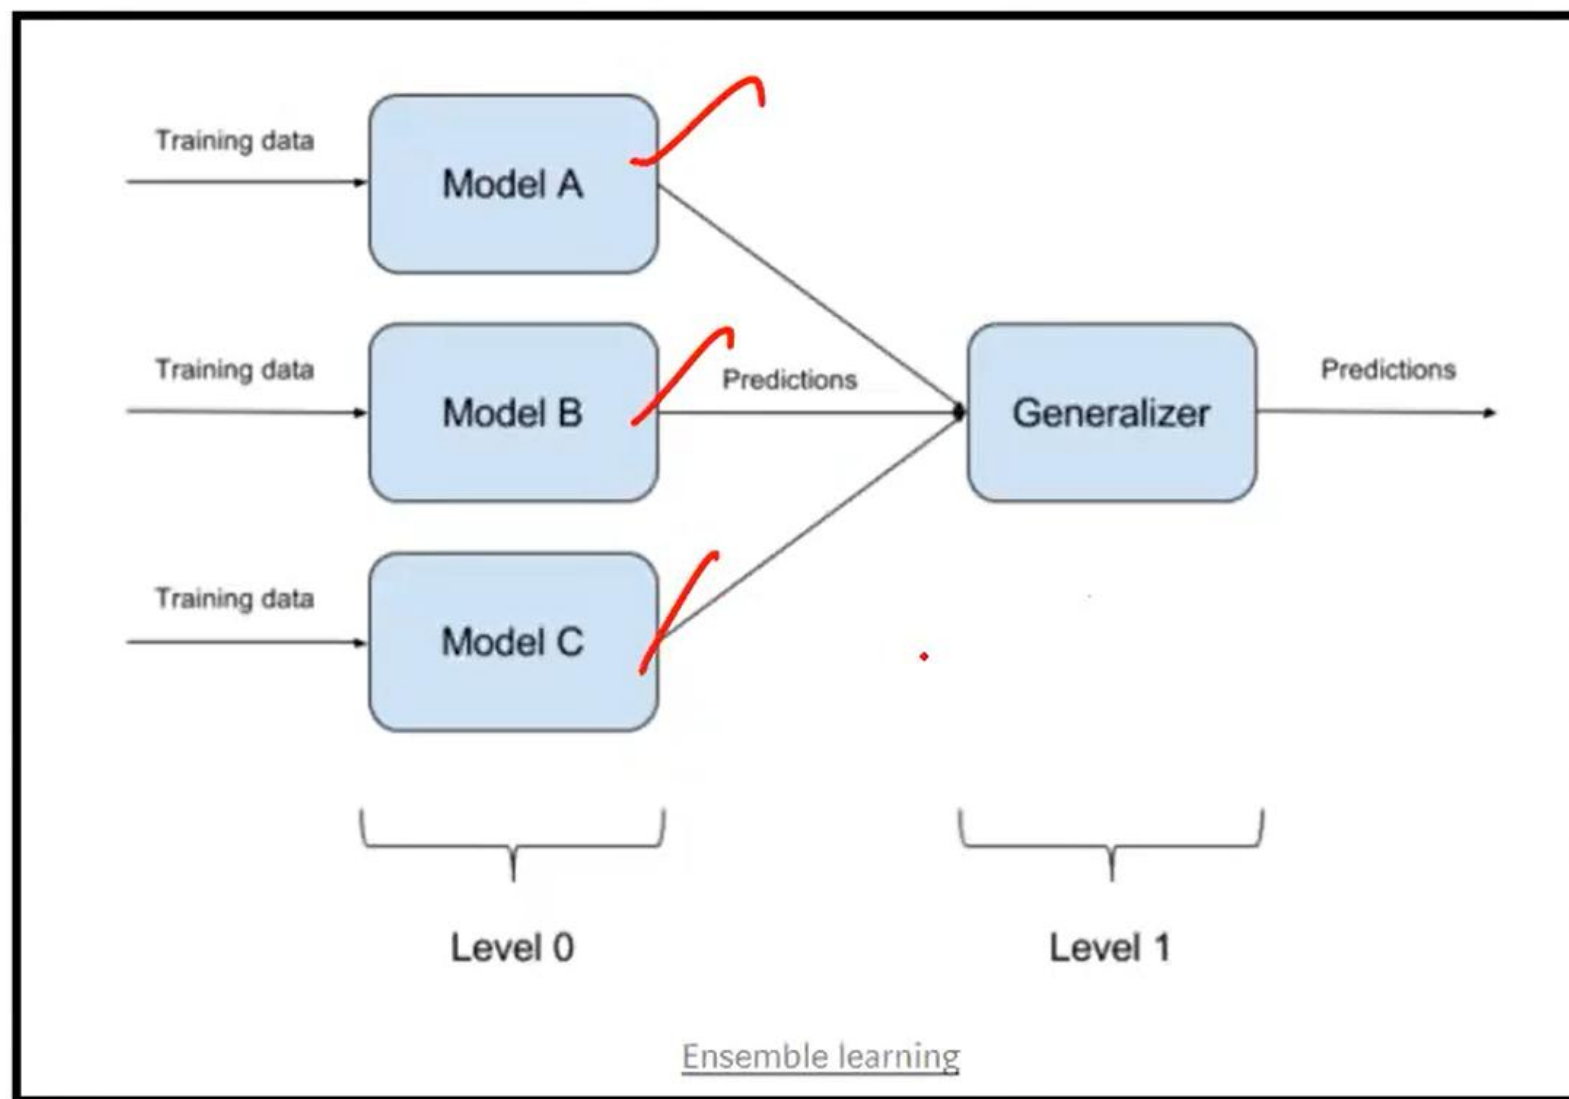 Training data
Model A
Training data
Model B
Predictions
Generalizer
Predictions
Training data
Model C
Level 0
Level 1
Ensemble learning